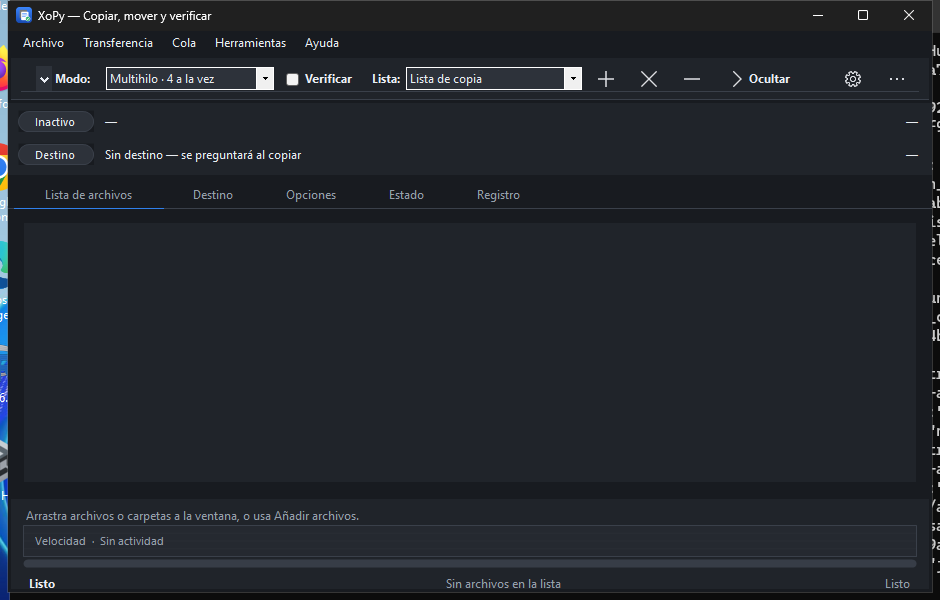 XoPy — Copiar, mover y verificar
Archivo Transferencia Cola Herramientas Ayuda
Modo: Multihilo · 4 a la vez Verificar Lista: Lista de copia Ocultar ...
Inactivo —  —
Destino Sin destino — se preguntará al copiar —
Lista de archivos Destino Opciones Estado Registro
Arrastra archivos o carpetas a la ventana, o usa Añadir archivos.
Velocidad · Sin actividad
Listo Sin archivos en la lista Listo